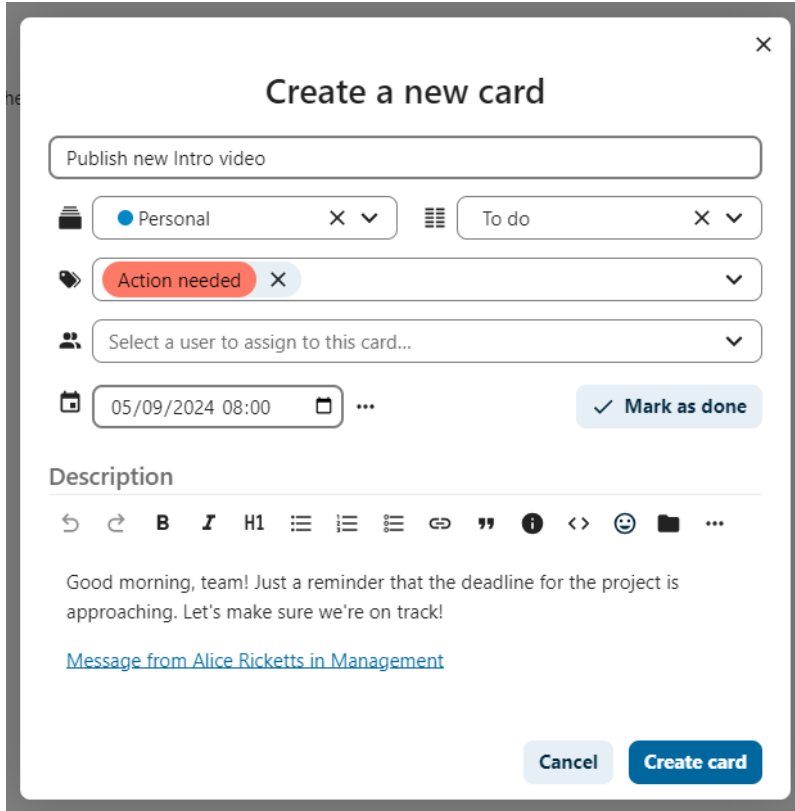 he
Create a new card
Publish new Intro video
Personal
To do
Action needed
Select a user to assign to this card...
05/09/2024 08:00
Mark as done
Description
B I H1
Good morning, team! Just a reminder that the deadline for the project is
approaching. Let's make sure we're on track!
Message from Alice Ricketts in Management
Cancel
Create card